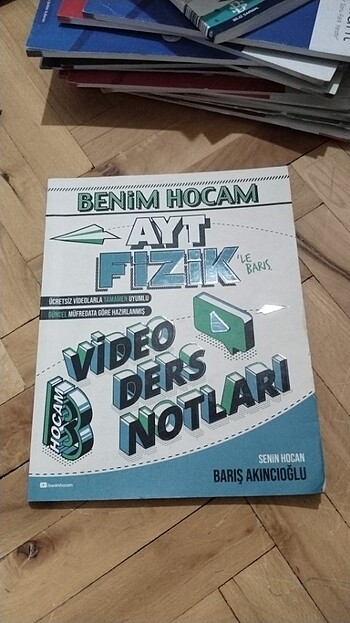 BENİM HOCAM
AYT
FİZİK
'LE
BARIŞ
ÜCRETSİZ VİDEOLARLA TAMAMEN UYUMLU
GÜNCEL MÜFREDATA GÖRE HAZIRLANMIŞ
VİDEO
DERS
NOTLARI
HOCAM
SENİN HOCAN
BARIŞ AKINCIOĞLU
/benimhocam